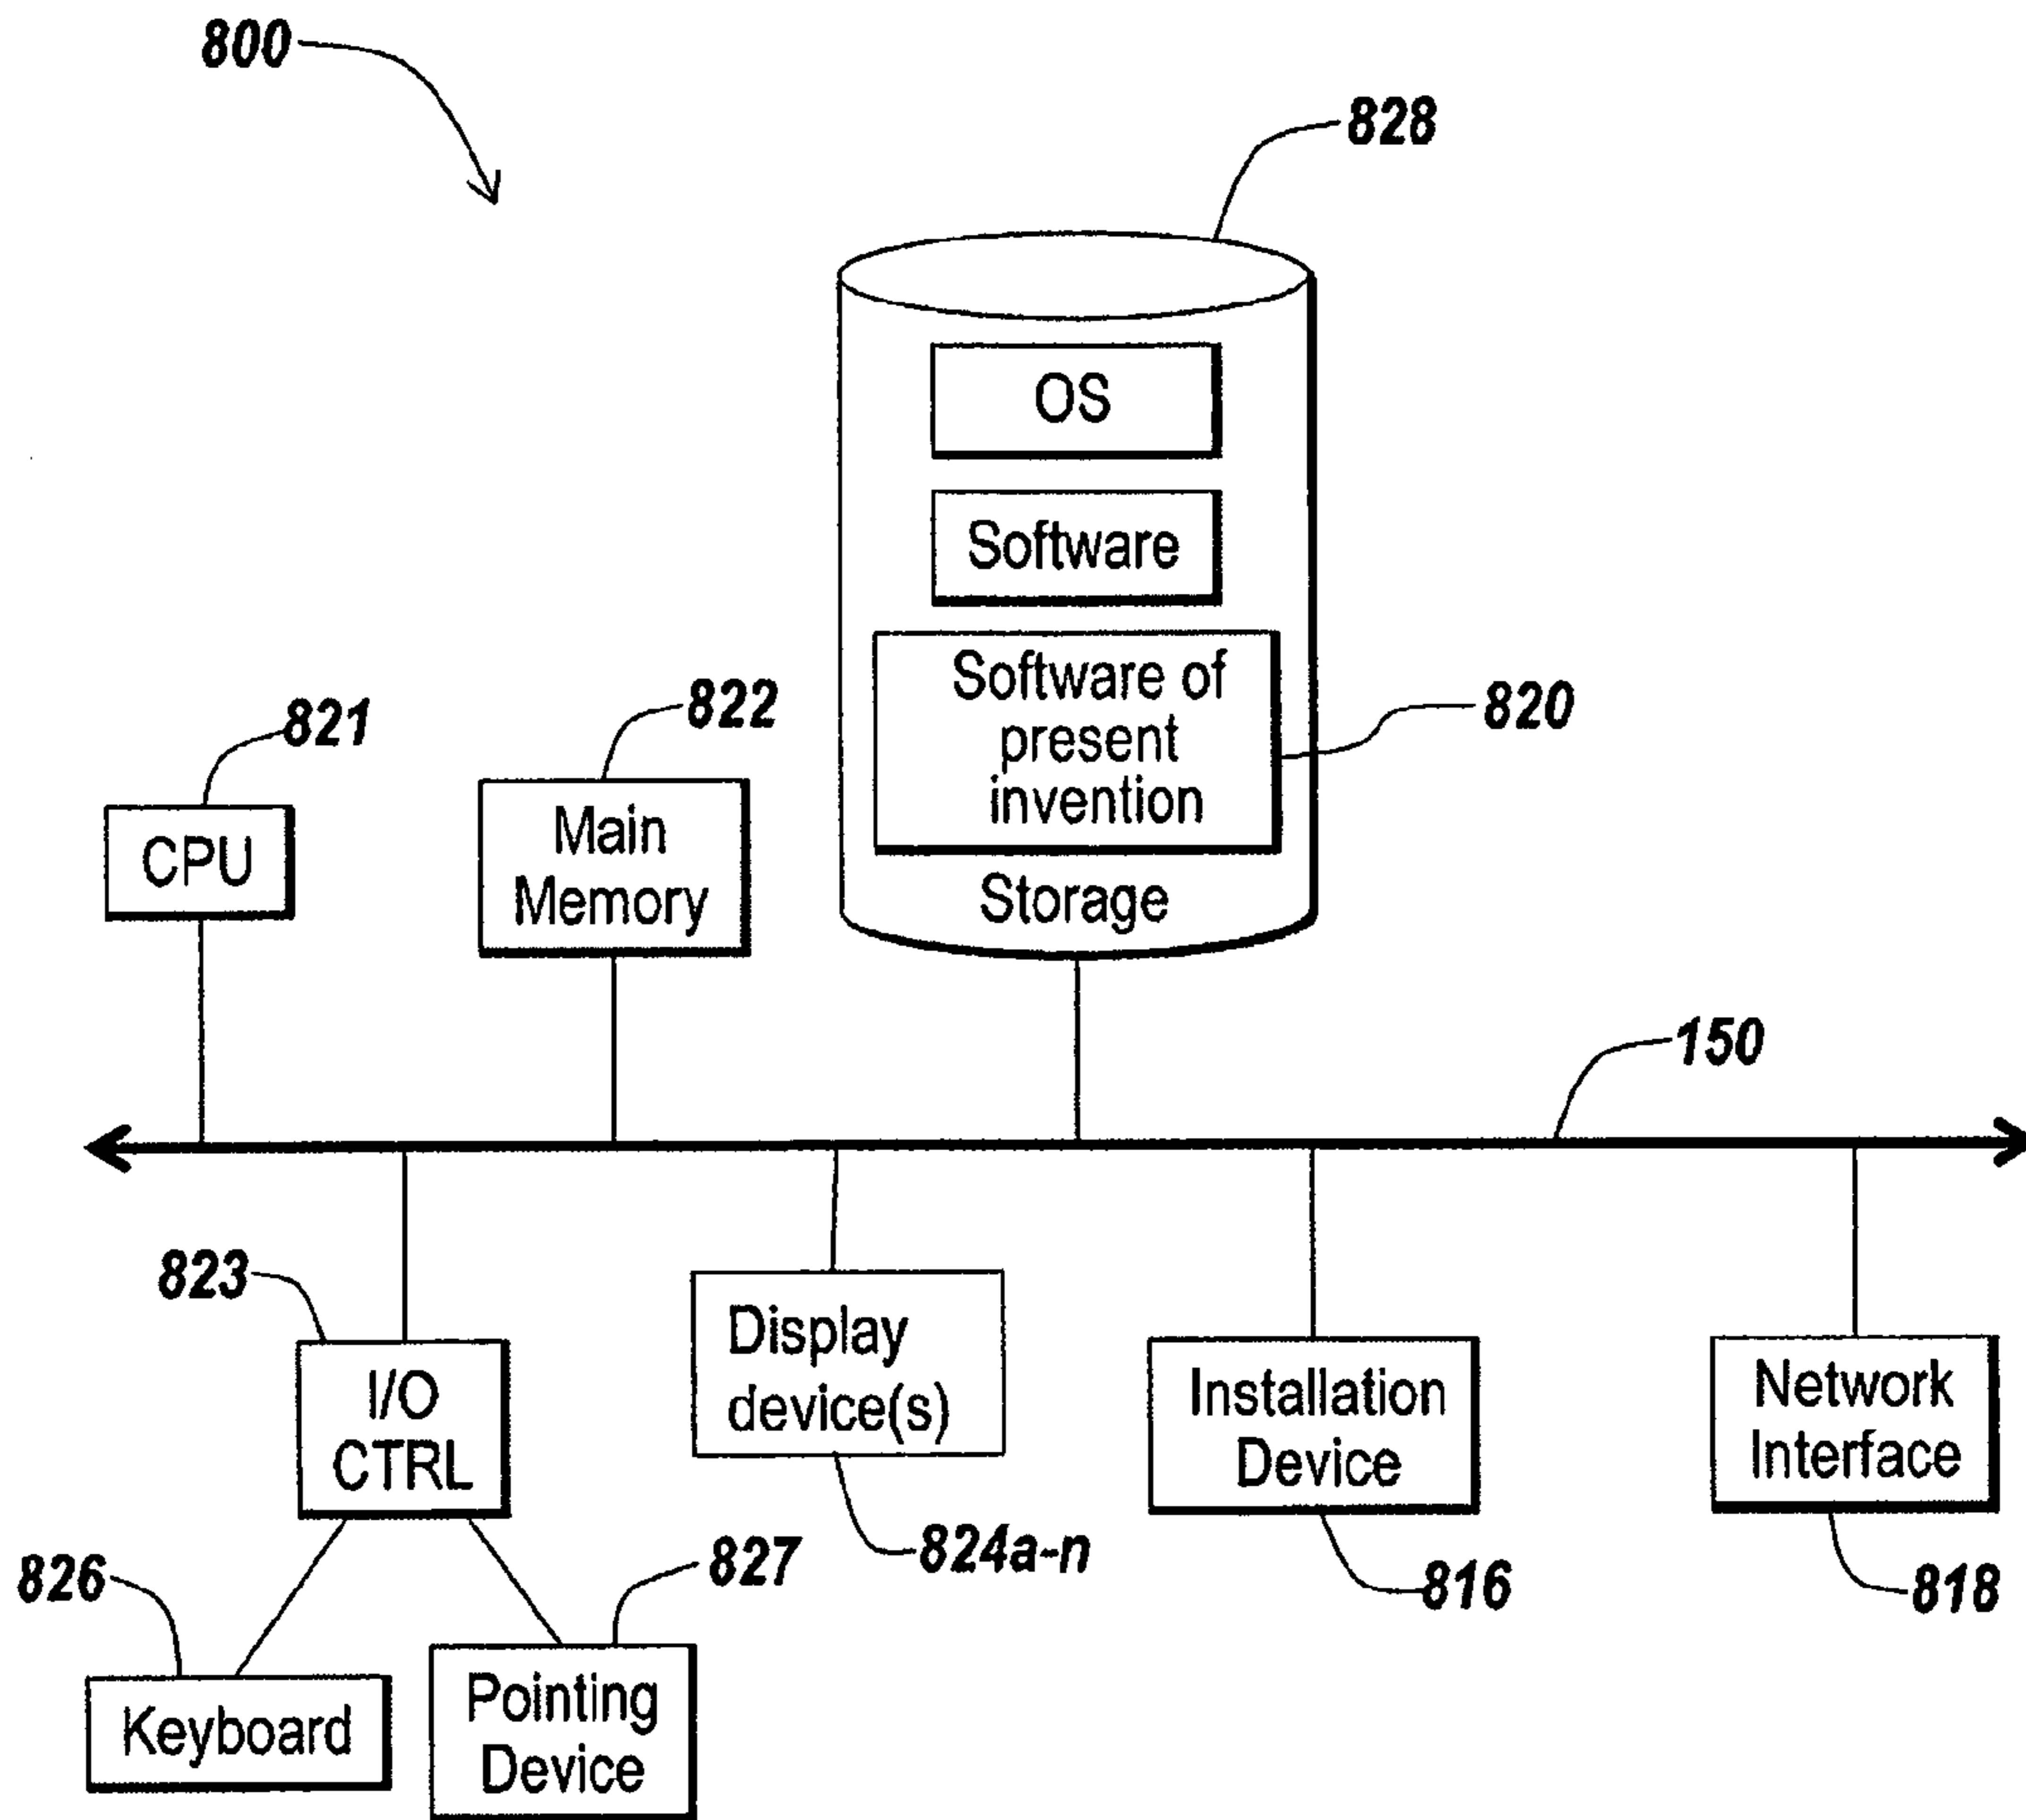 800
828
OS
Software
Software of
present
invention
820
Storage
821
CPU
822
Main
Memory
150
823
I/O
CTRL
Display
device(s)
824a-n
Installation
Device
816
Network
Interface
818
826
Keyboard
827
Pointing
Device